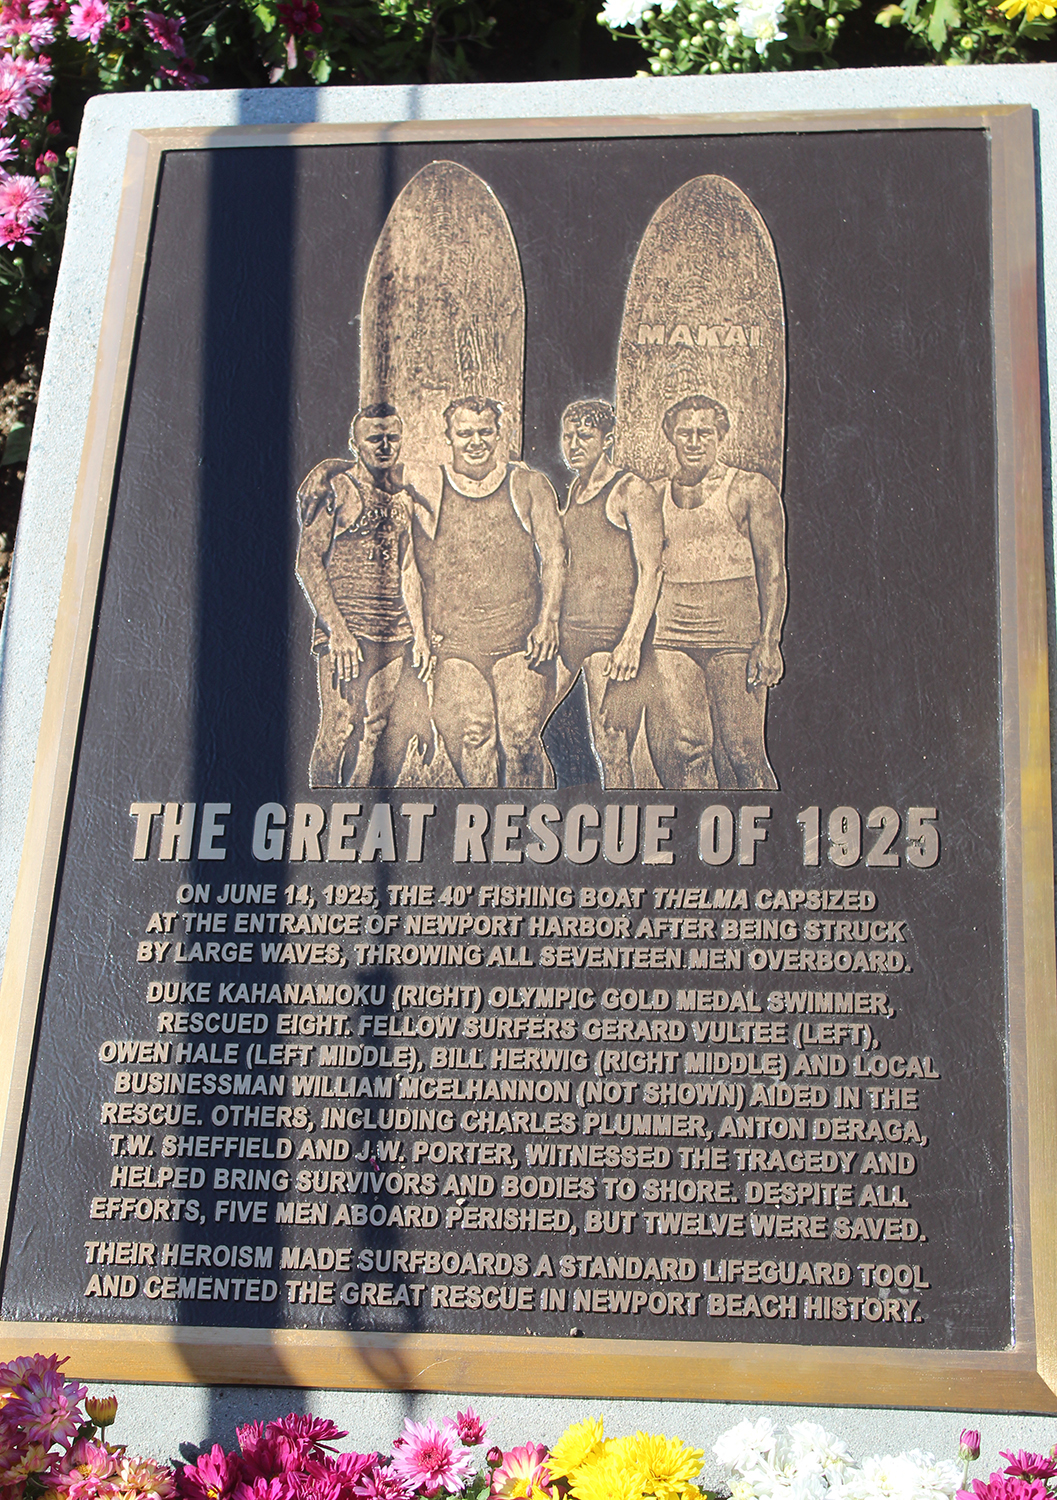 MAKAI
THE GREAT RESCUE OF 1925
ON JUNE 14, 1925, THE 40' FISHING BOAT THELMA CAPSIZED
AT THE ENTRANCE OF NEWPORT HARBOR AFTER BEING STRUCK
BY LARGE WAVES, THROWING ALL SEVENTEEN MEN OVERBOARD.
DUKE KAHANAMOKU (RIGHT) OLYMPIC GOLD MEDAL SWIMMER,
RESCUED EIGHT. FELLOW SURFERS GERARD VULTEE (LEFT),
OWEN HALE (LEFT MIDDLE), BILL HERWIG (RIGHT MIDDLE) AND LOCAL
BUSINESSMAN WILLIAM MCELHANNON (NOT SHOWN) AIDED IN THE
RESCUE. OTHERS, INCLUDING CHARLES PLUMMER, ANTON DERAGA,
T.W. SHEFFIELD AND J.W. PORTER, WITNESSED THE TRAGEDY AND
HELPED BRING SURVIVORS AND BODIES TO SHORE. DESPITE ALL
EFFORTS, FIVE MEN ABOARD PERISHED, BUT TWELVE WERE SAVED.
THEIR HEROISM MADE SURFBOARDS A STANDARD LIFEGUARD TOOL
AND CEMENTED THE GREAT RESCUE IN NEWPORT BEACH HISTORY.